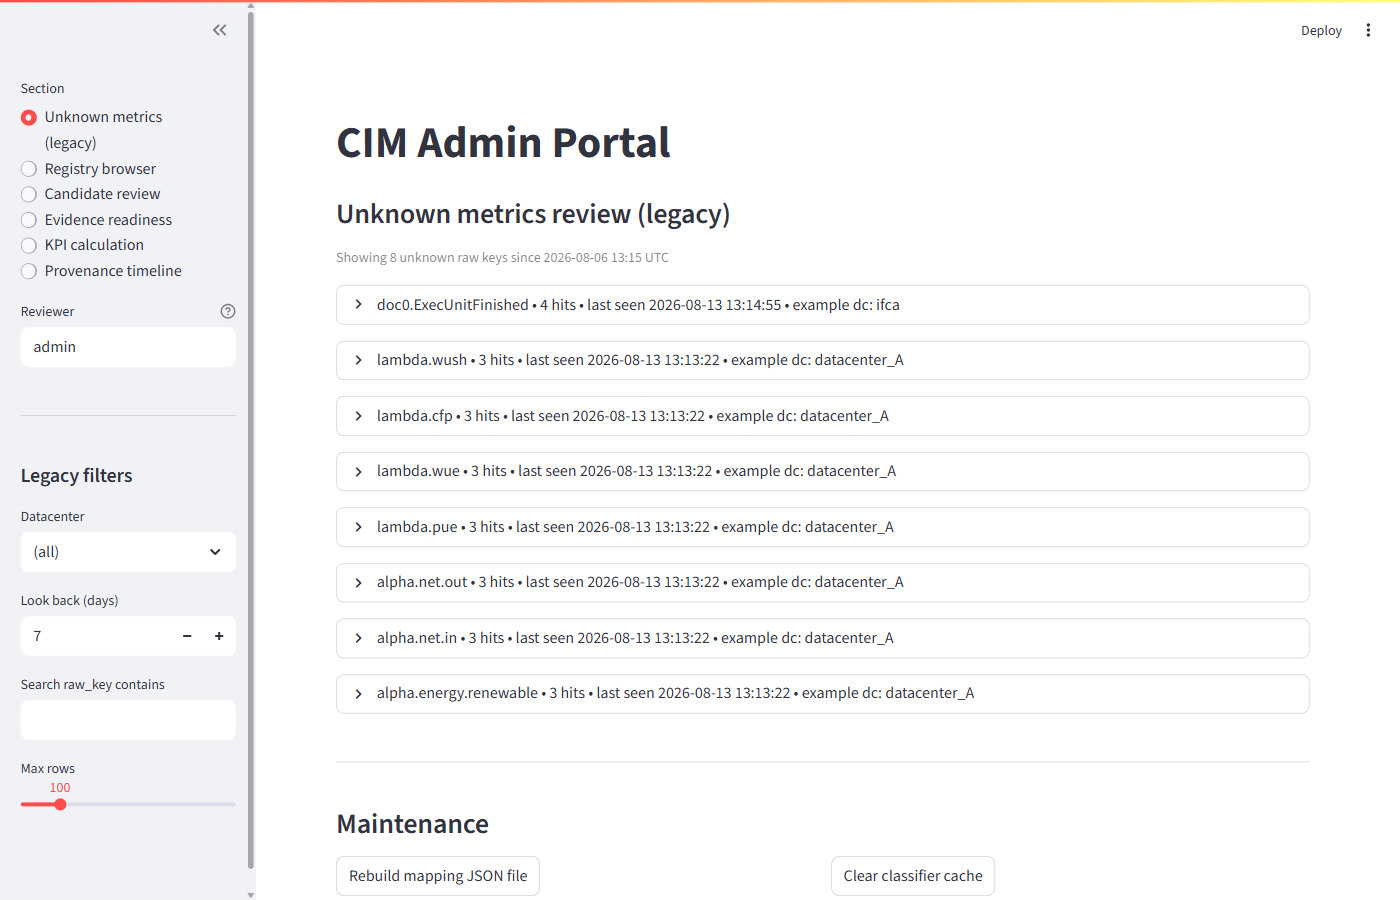 Deploy
Section
Unknown metrics
(legacy)
Registry browser
Candidate review
Evidence readiness
KPI calculation
Provenance timeline
Reviewer
admin
Legacy filters
Datacenter
(all)
Look back (days)
7
Search raw_key contains
Max rows
100
CIM Admin Portal
Unknown metrics review (legacy)
Showing 8 unknown raw keys since 2026-08-06 13:15 UTC
doc0.ExecUnitFinished • 4 hits • last seen 2026-08-13 13:14:55 • example dc: ifca
lambda.wush • 3 hits • last seen 2026-08-13 13:13:22 • example dc: datacenter_A
lambda.cfp • 3 hits • last seen 2026-08-13 13:13:22 • example dc: datacenter_A
lambda.wue • 3 hits • last seen 2026-08-13 13:13:22 • example dc: datacenter_A
lambda.pue • 3 hits • last seen 2026-08-13 13:13:22 • example dc: datacenter_A
alpha.net.out • 3 hits • last seen 2026-08-13 13:13:22 • example dc: datacenter_A
alpha.net.in • 3 hits • last seen 2026-08-13 13:13:22 • example dc: datacenter_A
alpha.energy.renewable • 3 hits • last seen 2026-08-13 13:13:22 • example dc: datacenter_A
Maintenance
Rebuild mapping JSON file
Clear classifier cache